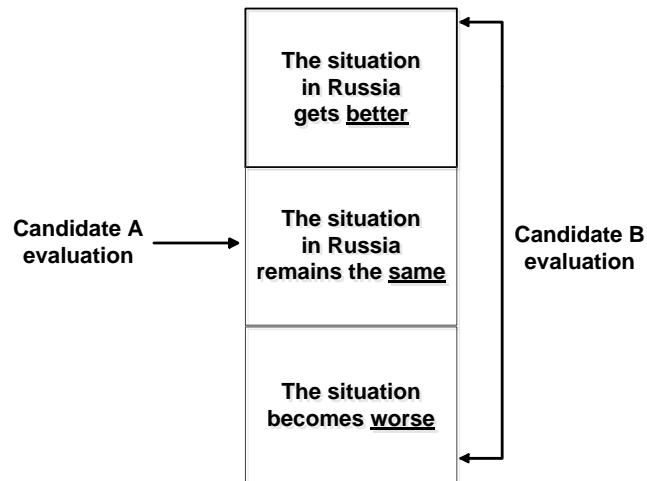 The situation
in Russia
gets better
Candidate A
evaluation
The situation
in Russia
remains the same
Candidate B
evaluation
The situation
becomes worse